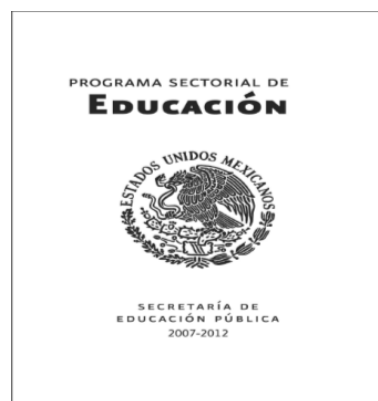 PROGRAMA SECTORIAL DE
EDUCACIÓN
ESTADOS UNIDOS MEXICANOS
SECRETARÍA DE
EDUCACIÓN PÚBLICA
2007-2012